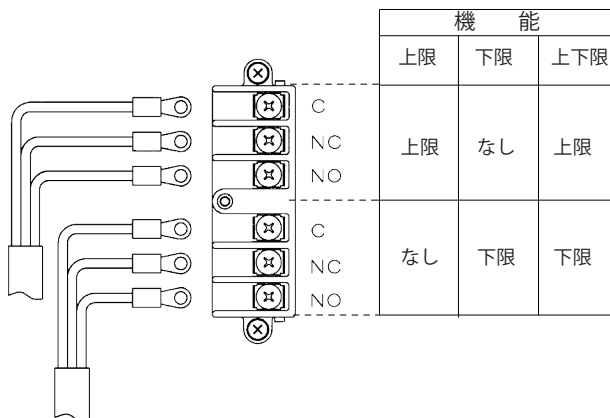 機 能
上限 下限 上下限
C
NC 上限 なし 上限
NO
C
NC なし 下限 下限
NO